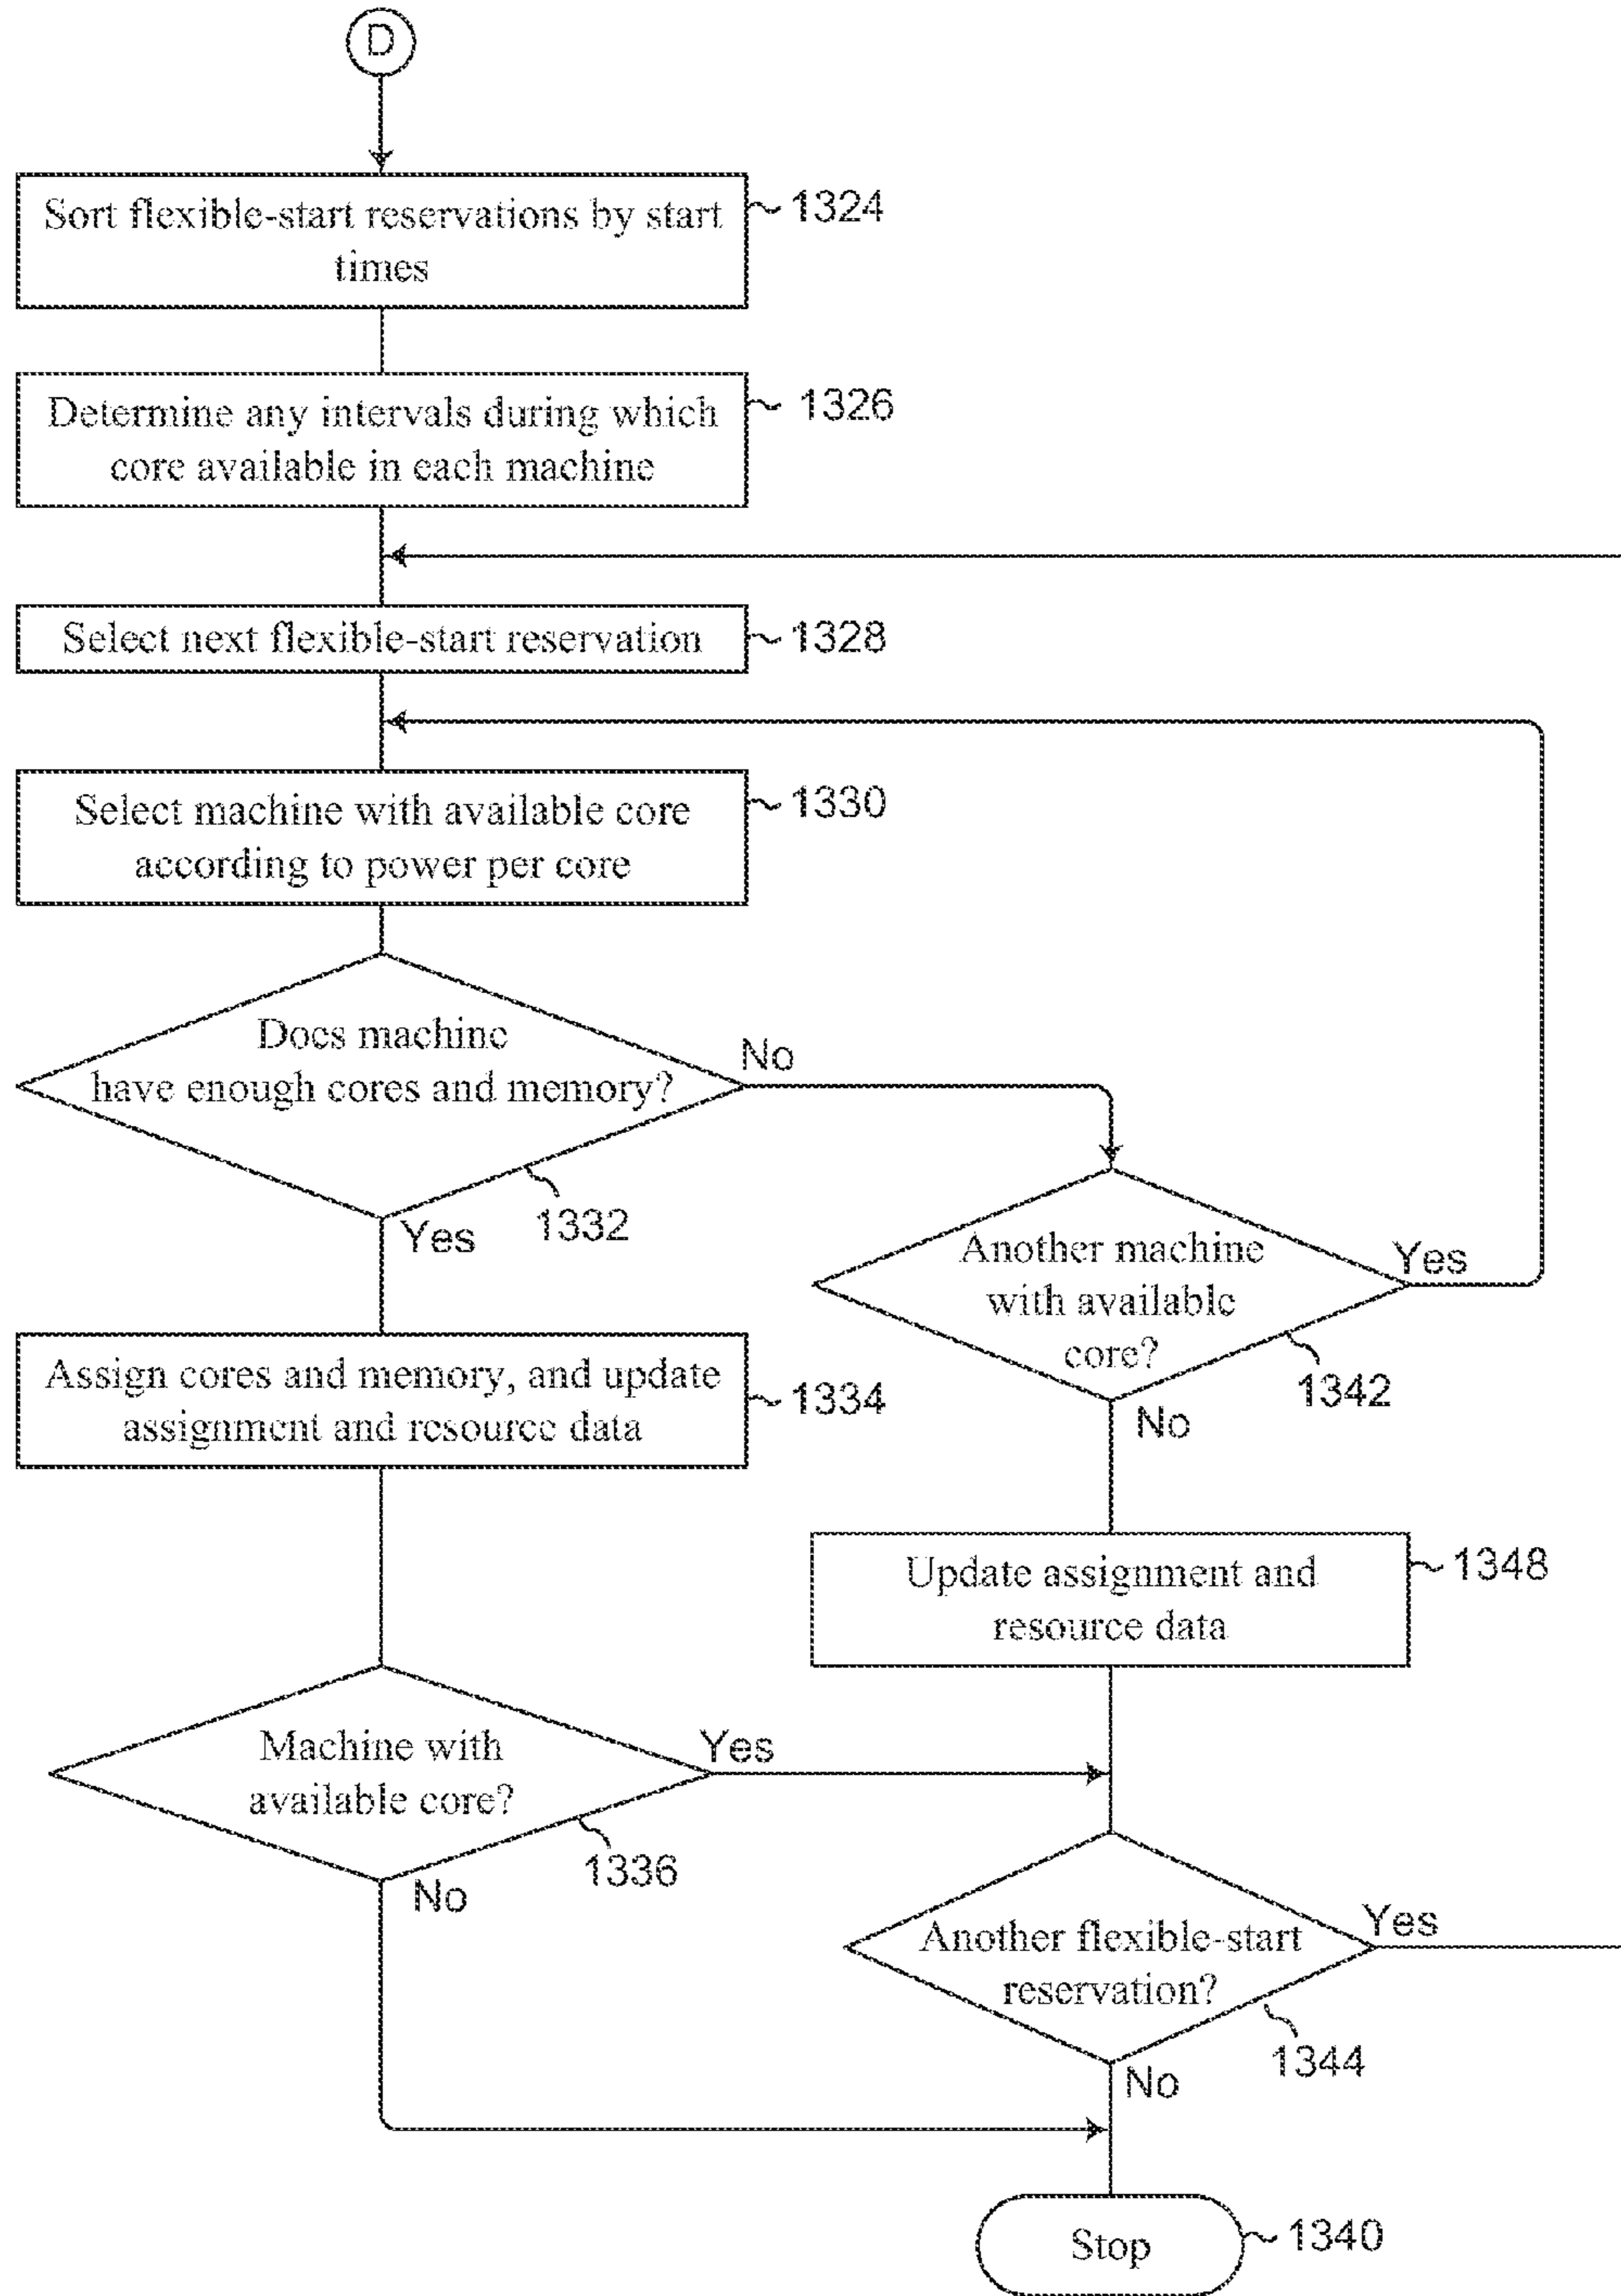 D
Sort flexible-start reservations by start
times
1324
Determine any intervals during which
core available in each machine
1326
Select next flexible-start reservation
1328
Select machine with available core
according to power per core
1330
Does machine
have enough cores and memory?
No
1332
Yes
Another machine
with available
core?
Yes
1342
No
Assign cores and memory, and update
assignment and resource data
1334
Update assignment and
resource data
1348
Machine with
available core?
Yes
1336
No
Another flexible-start
reservation?
Yes
1344
No
Stop
1340